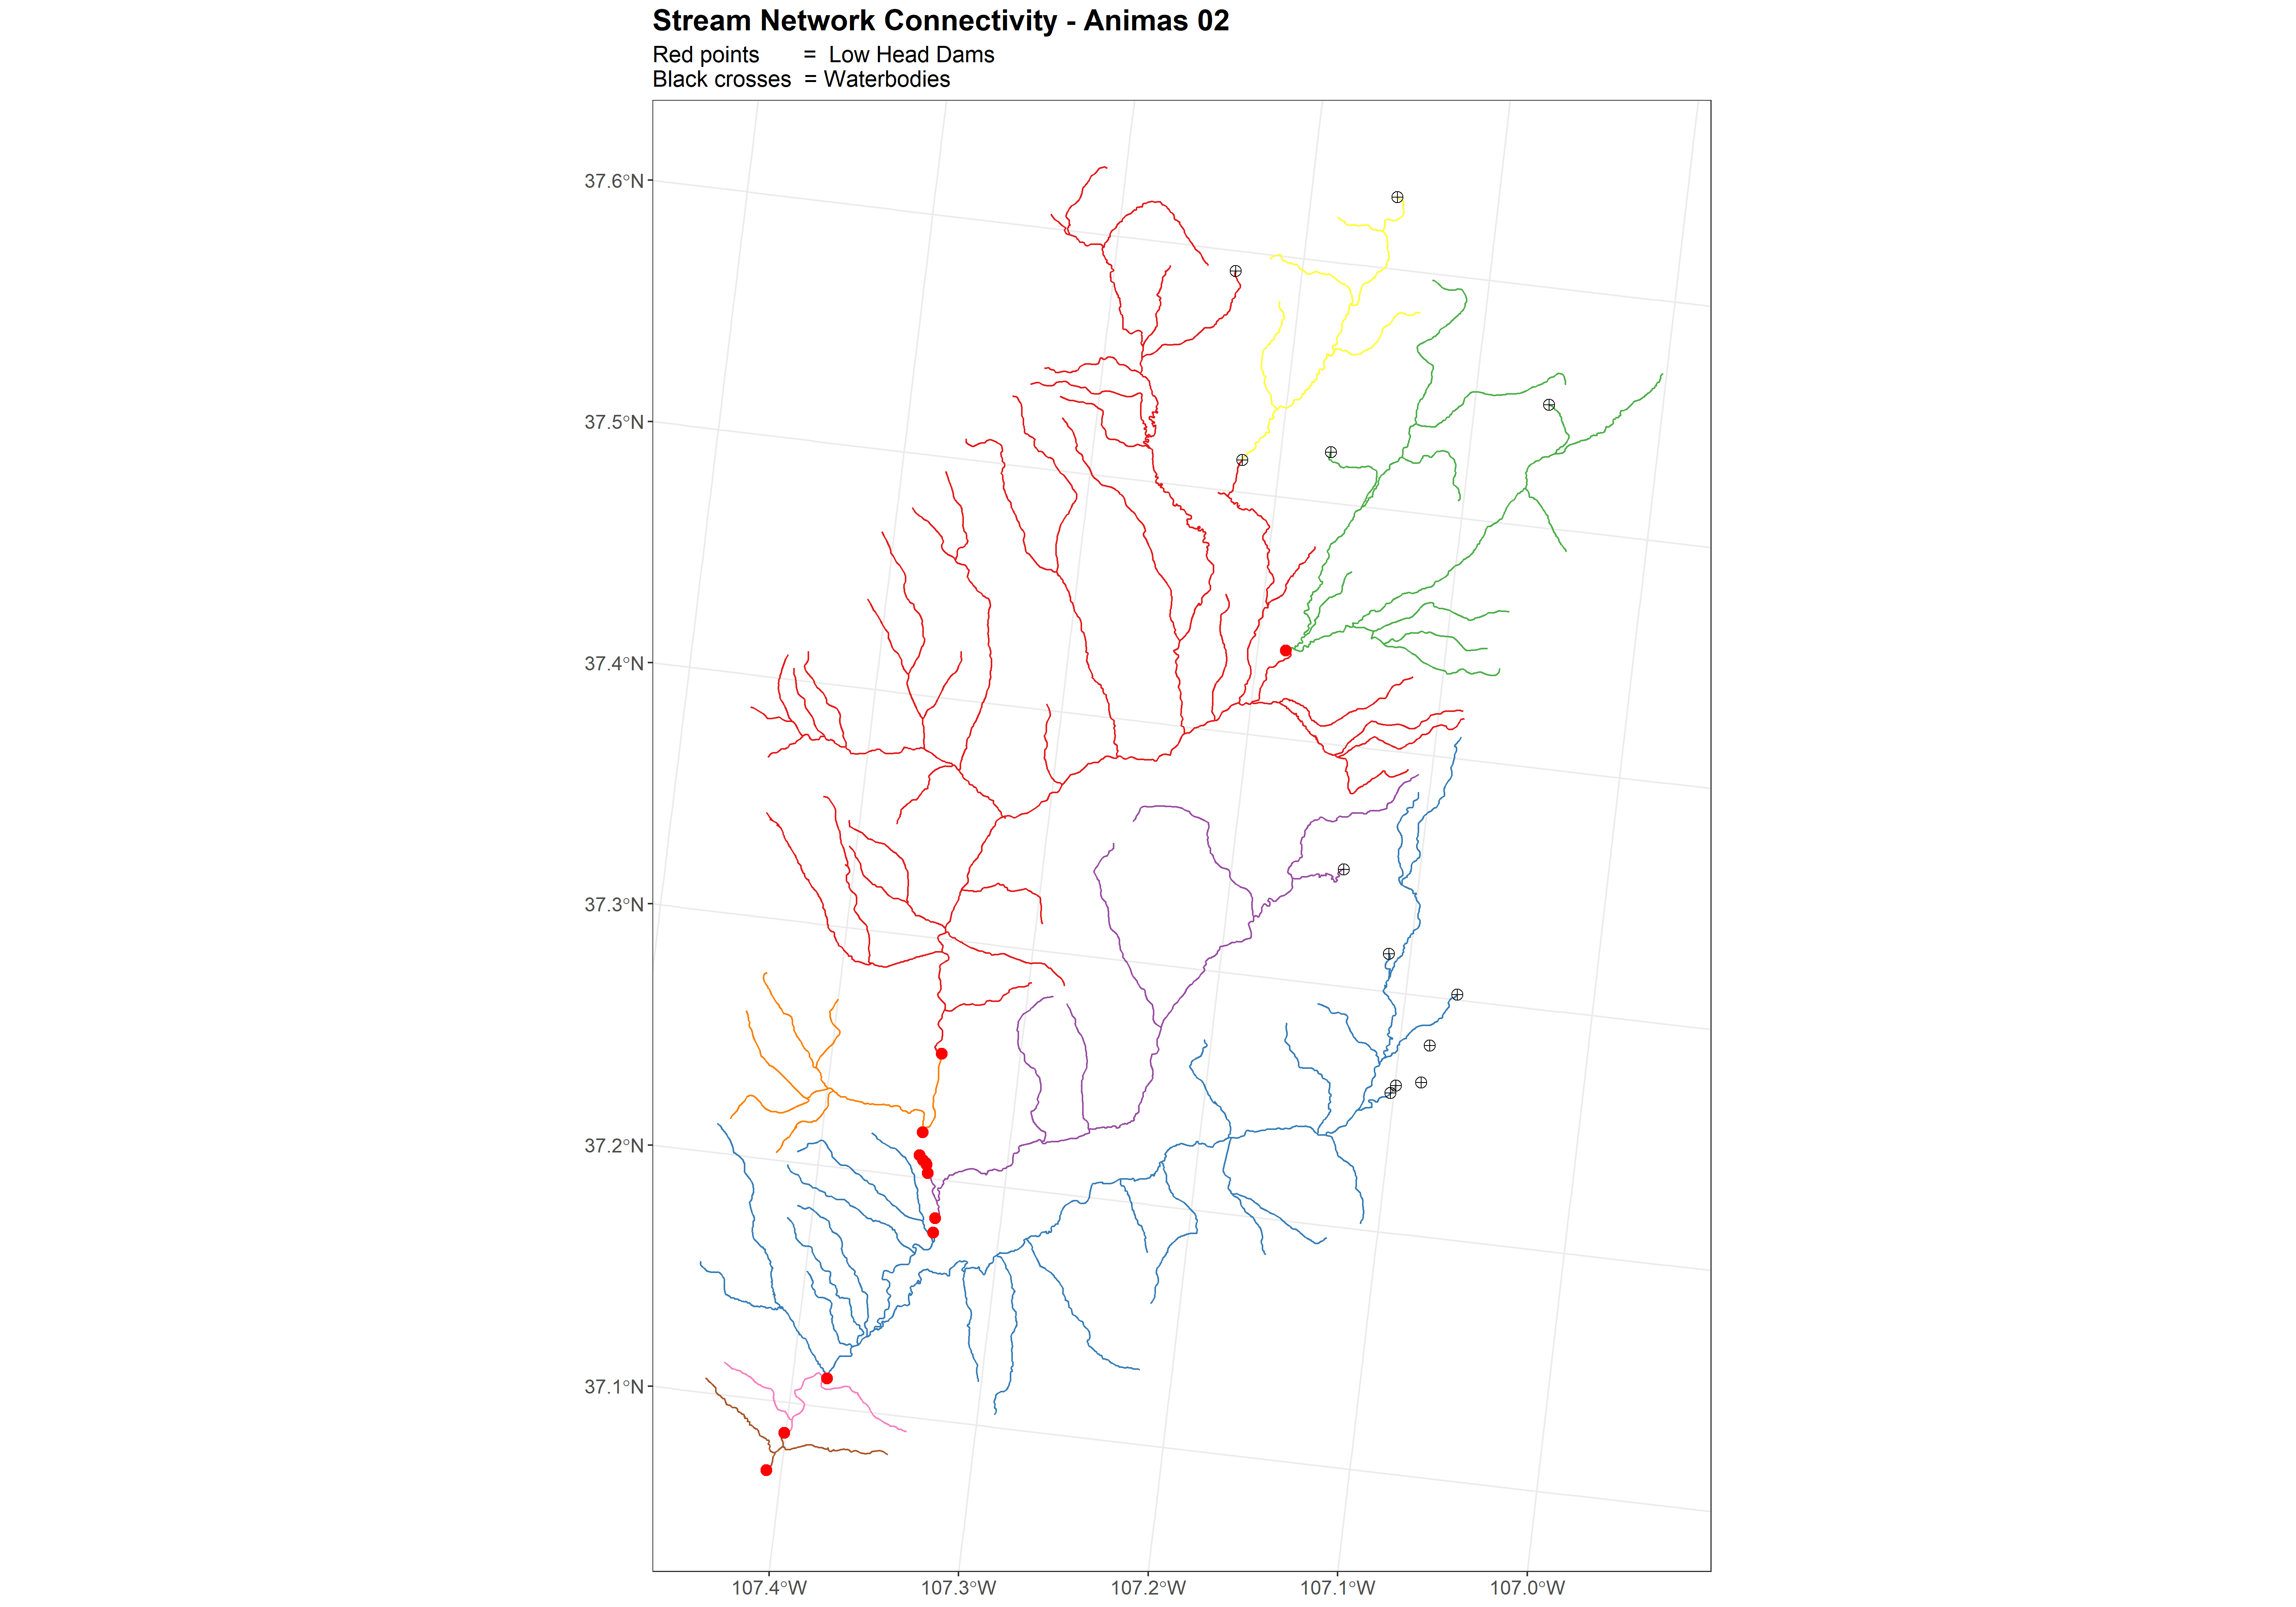 Stream Network Connectivity - Animas 02
Red points = Low Head Dams
Black crosses = Waterbodies
37.6°N
37.5°N
37.4°N
37.3°N
37.2°N
37.1°N
107.4°W 107.3°W 107.2°W 107.1°W 107.0°W